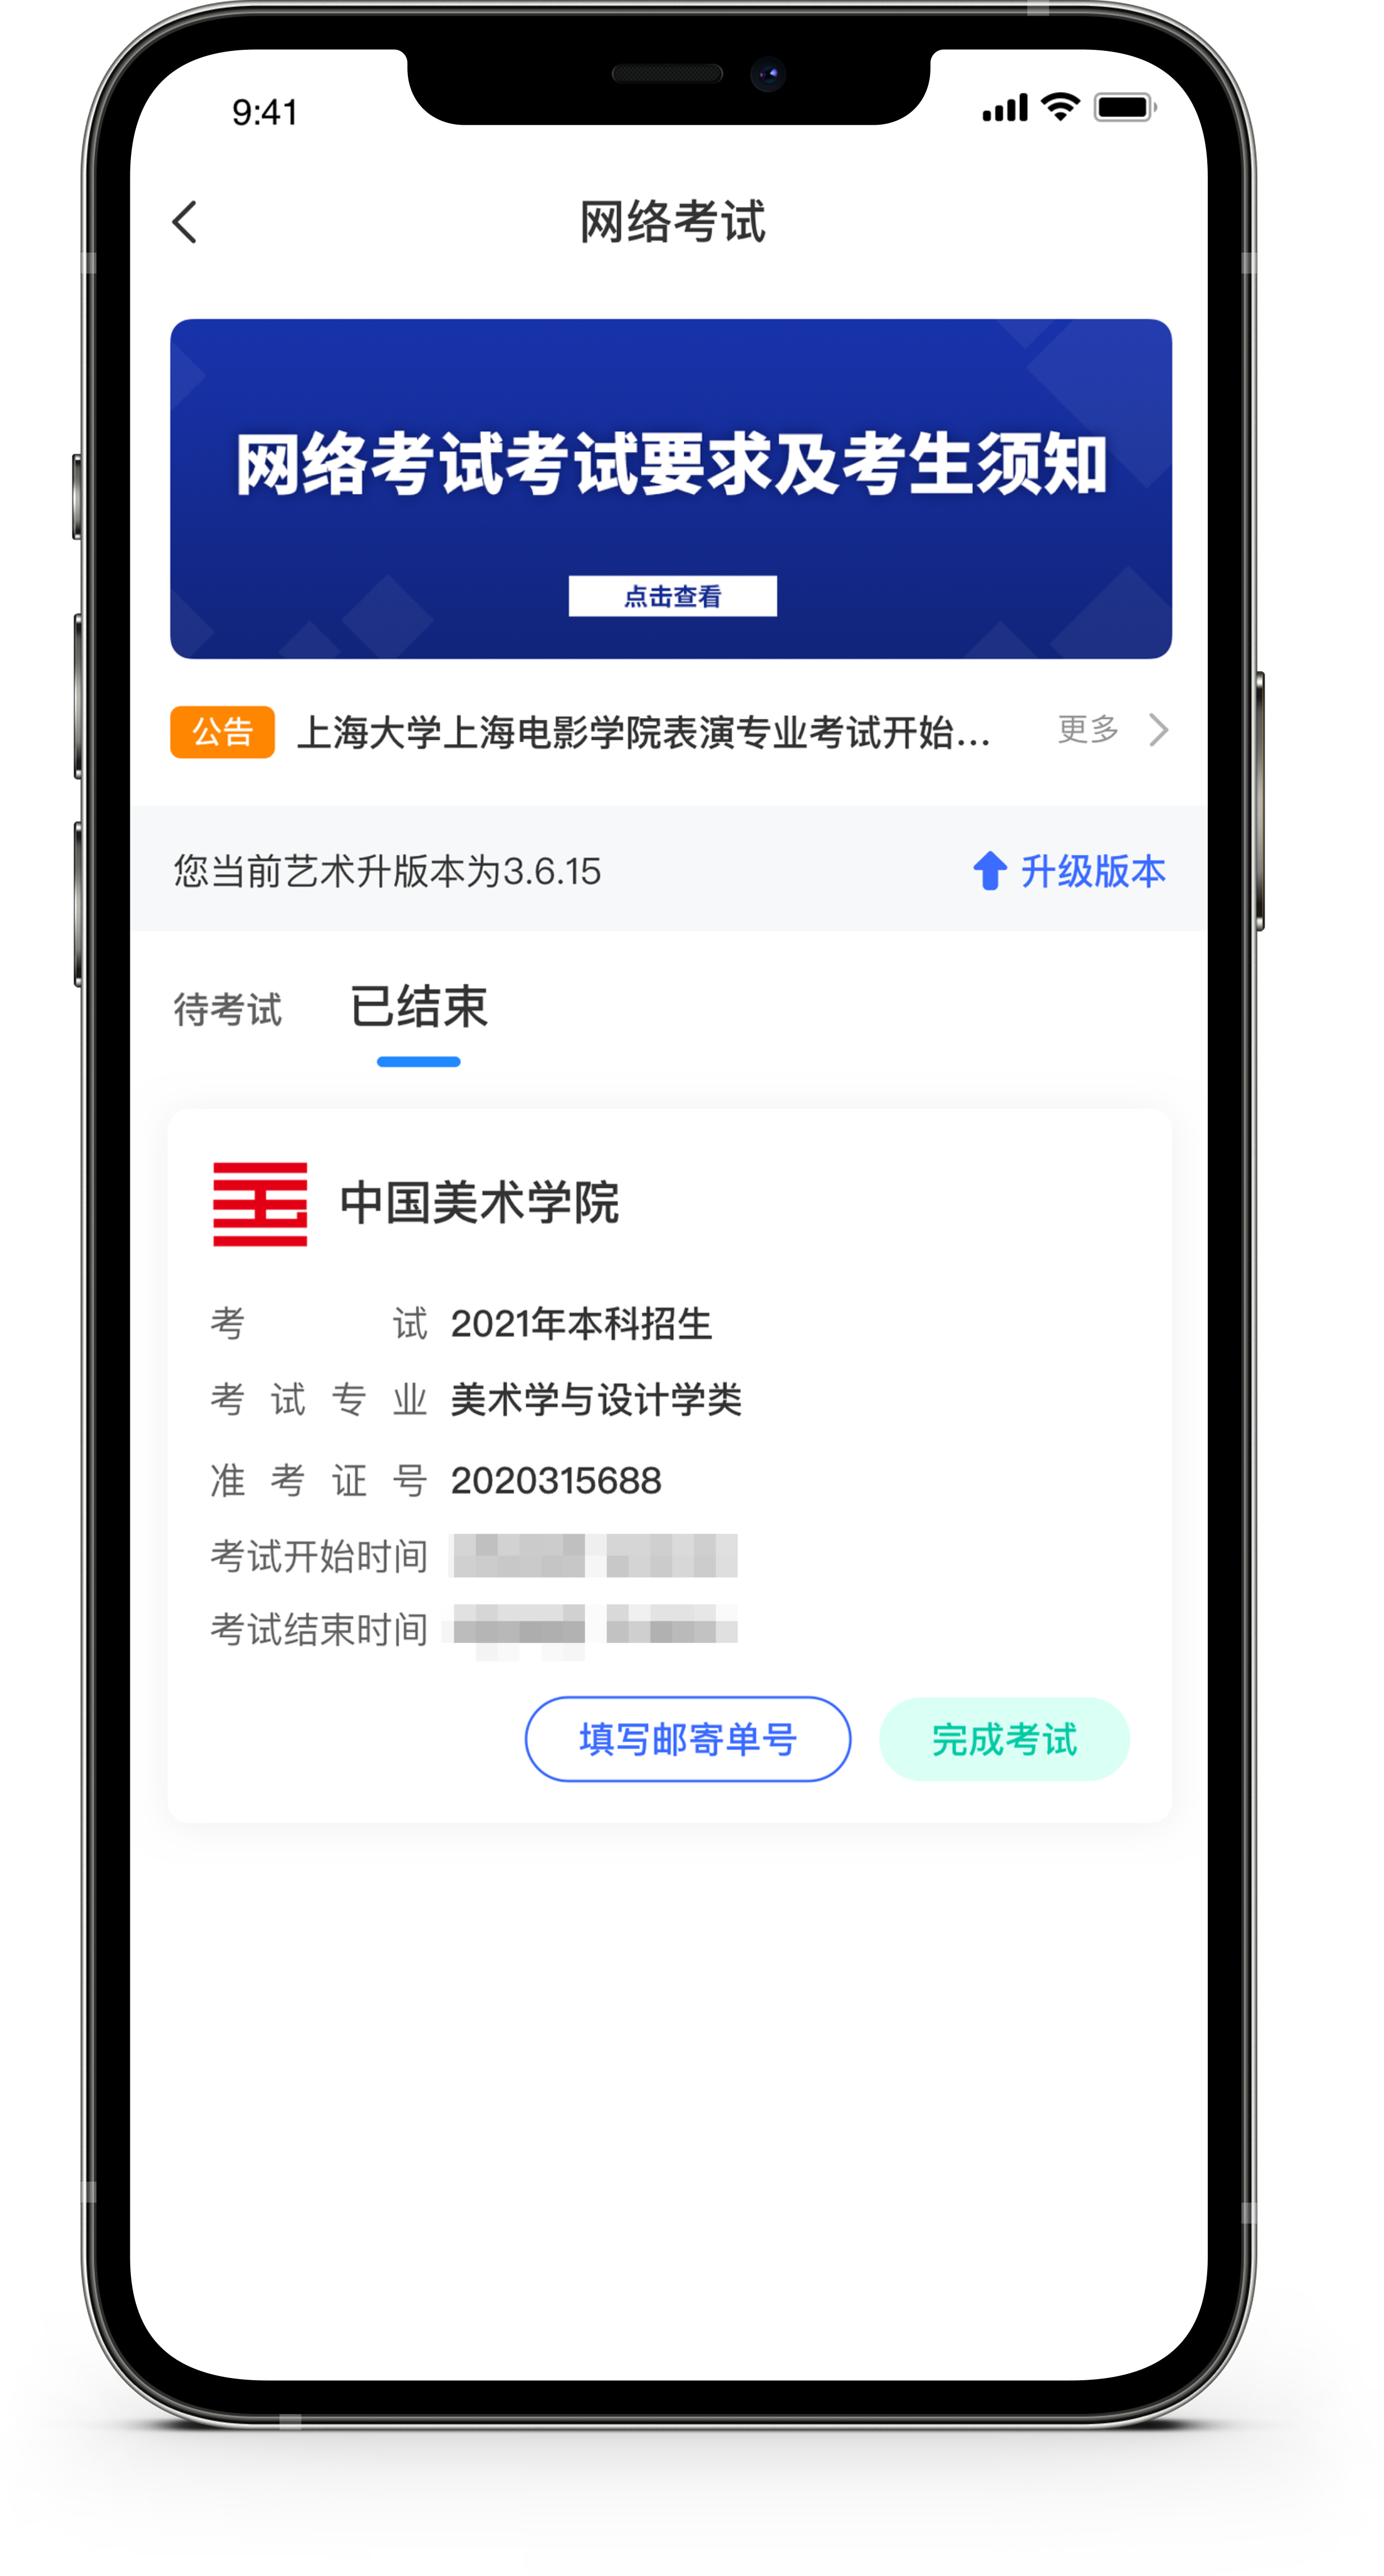 9:41
网络考试
网络考试考试要求及考生须知
点击查看
公告 上海大学上海电影学院表演专业考试开始... 更多
您当前艺术升版本为3.6.15 升级版本
待考试 已结束
中国美术学院
考试 2021年本科招生
考试专业 美术学与设计学类
准考证号 2020315688
考试开始时间
考试结束时间
填写邮寄单号 完成考试